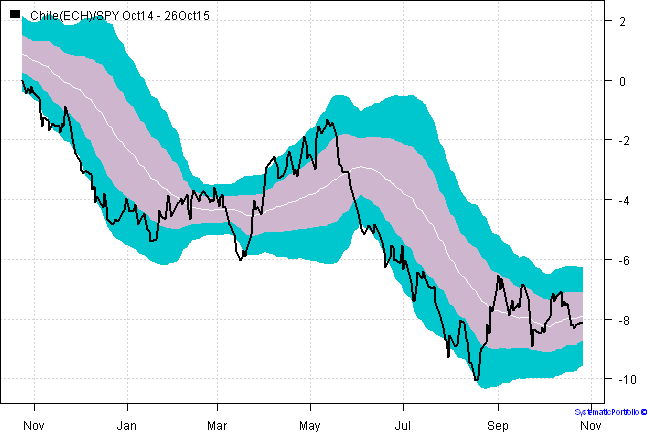 Chile(ECH)/SPY Oct14 - 26Oct15
2
0
-2
-4
-6
-8
-10
Nov Jan Mar May Jul Sep Nov
SystematicPortfolio ©